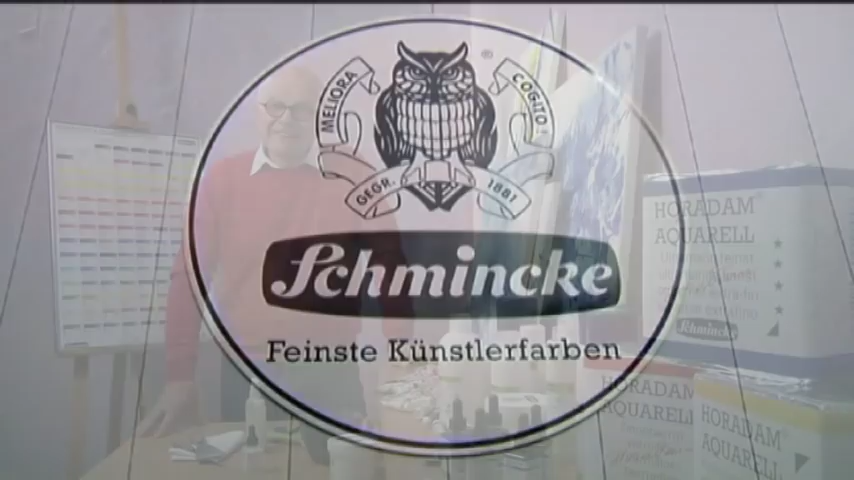 MELIORA COGITO
®
GEGR. 1881
Schmincke
Feinste Künstlerfarben
HORADAM®
AQUARELL
Schmincke
HORADAM
AQUARELL
HORADAM
AQUARELL